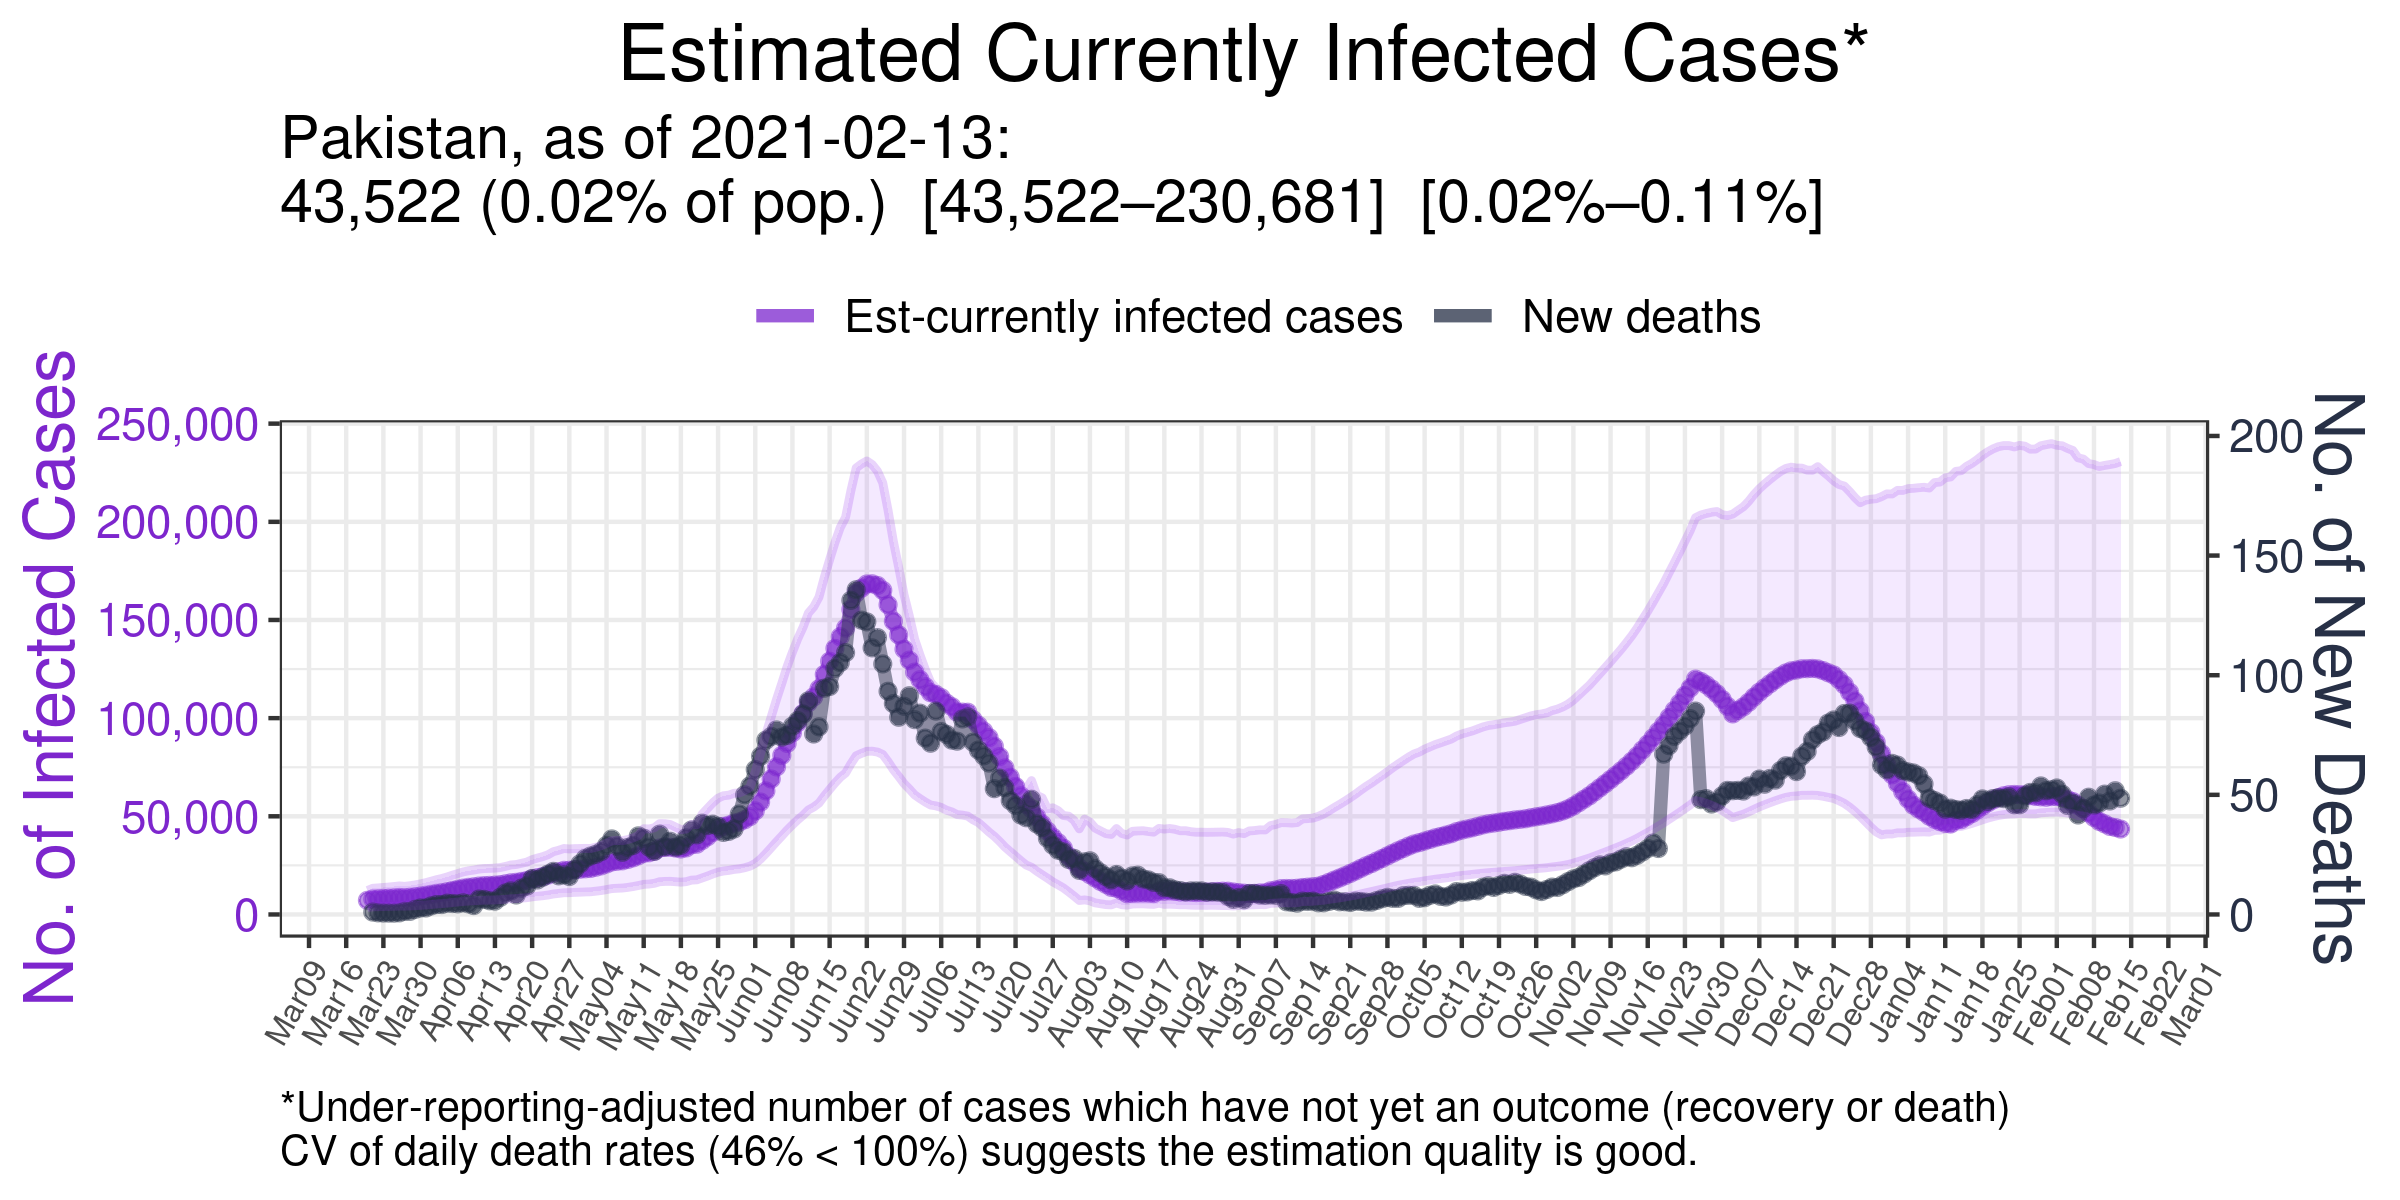 Estimated Currently Infected Cases*
Pakistan, as of 2021-02-13:
43,522 (0.02% of pop.) [43,522–230,681] [0.02%–0.11%]
Est-currently infected cases
New deaths
No. of Infected Cases
250,000
200,000
150,000
100,000
50,000
0
200
150
100
50
0
No. of New Deaths
Mar09
Mar16
Mar23
Mar30
Apr06
Apr13
Apr20
Apr27
May04
May11
May18
May25
Jun01
Jun08
Jun15
Jun22
Jun29
Jul06
Jul13
Jul20
Jul27
Aug03
Aug10
Aug17
Aug24
Aug31
Sep07
Sep14
Sep21
Sep28
Oct05
Oct12
Oct19
Oct26
Nov02
Nov09
Nov16
Nov23
Nov30
Dec07
Dec14
Dec21
Dec28
Jan04
Jan11
Jan18
Jan25
Feb01
Feb08
Feb15
Feb22
Mar01
*Under-reporting-adjusted number of cases which have not yet an outcome (recovery or death)
CV of daily death rates (46% < 100%) suggests the estimation quality is good.